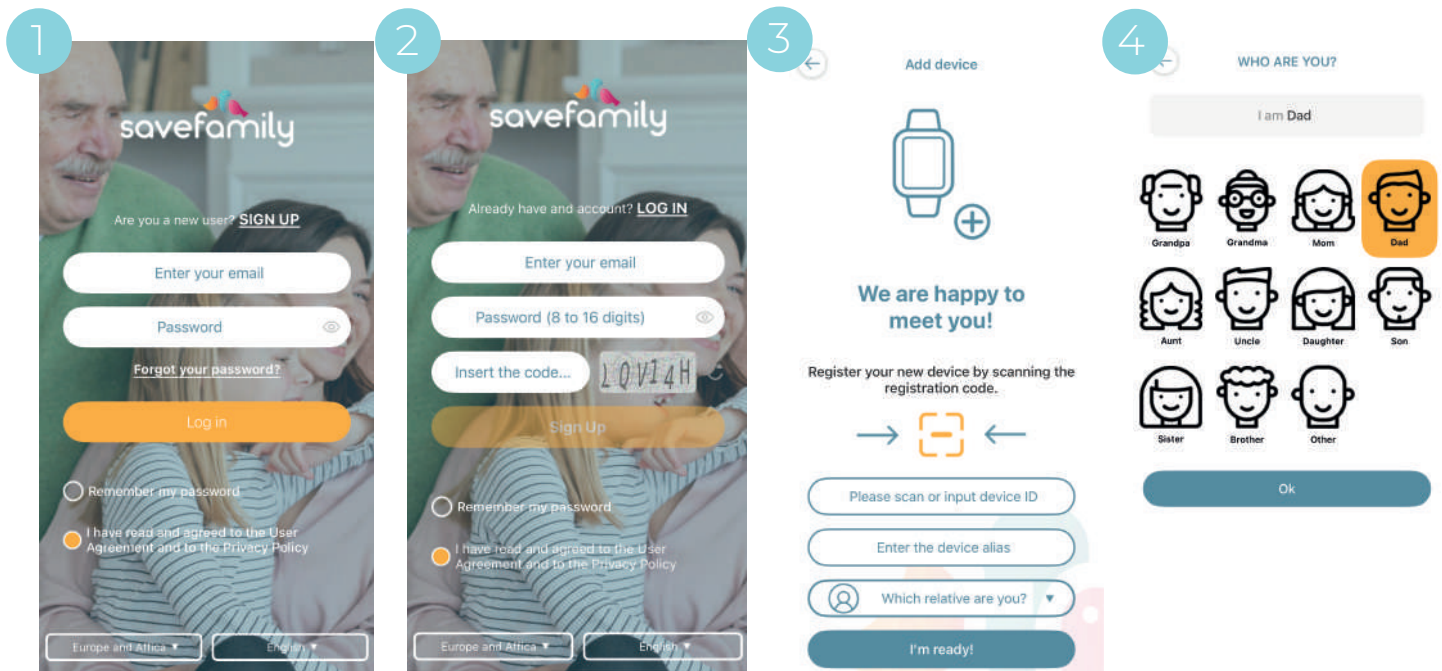 1
savefamily
Are you a new user? SIGN UP
Enter your email
Password
Forgot your password?
Log in
Remember my password
I have read and agreed to the User
Agreement and to the Privacy Policy
Europe and Africa
English
2
savefamily
Already have and account? LOG IN
Enter your email
Password (8 to 16 digits)
Insert the code...
Sign Up
Remember my password
I have read and agreed to the User
Agreement and to the Privacy Policy
Europe and Africa
English
3
Add device
We are happy to
meet you!
Register your new device by scanning the
registration code.
Please scan or input device ID
Enter the device alias
Which relative are you?
I'm ready!
4
WHO ARE YOU?
I am Dad
Grandpa
Grandma
Mom
Dad
Aunt
Uncle
Daughter
Son
Sister
Brother
Other
Ok